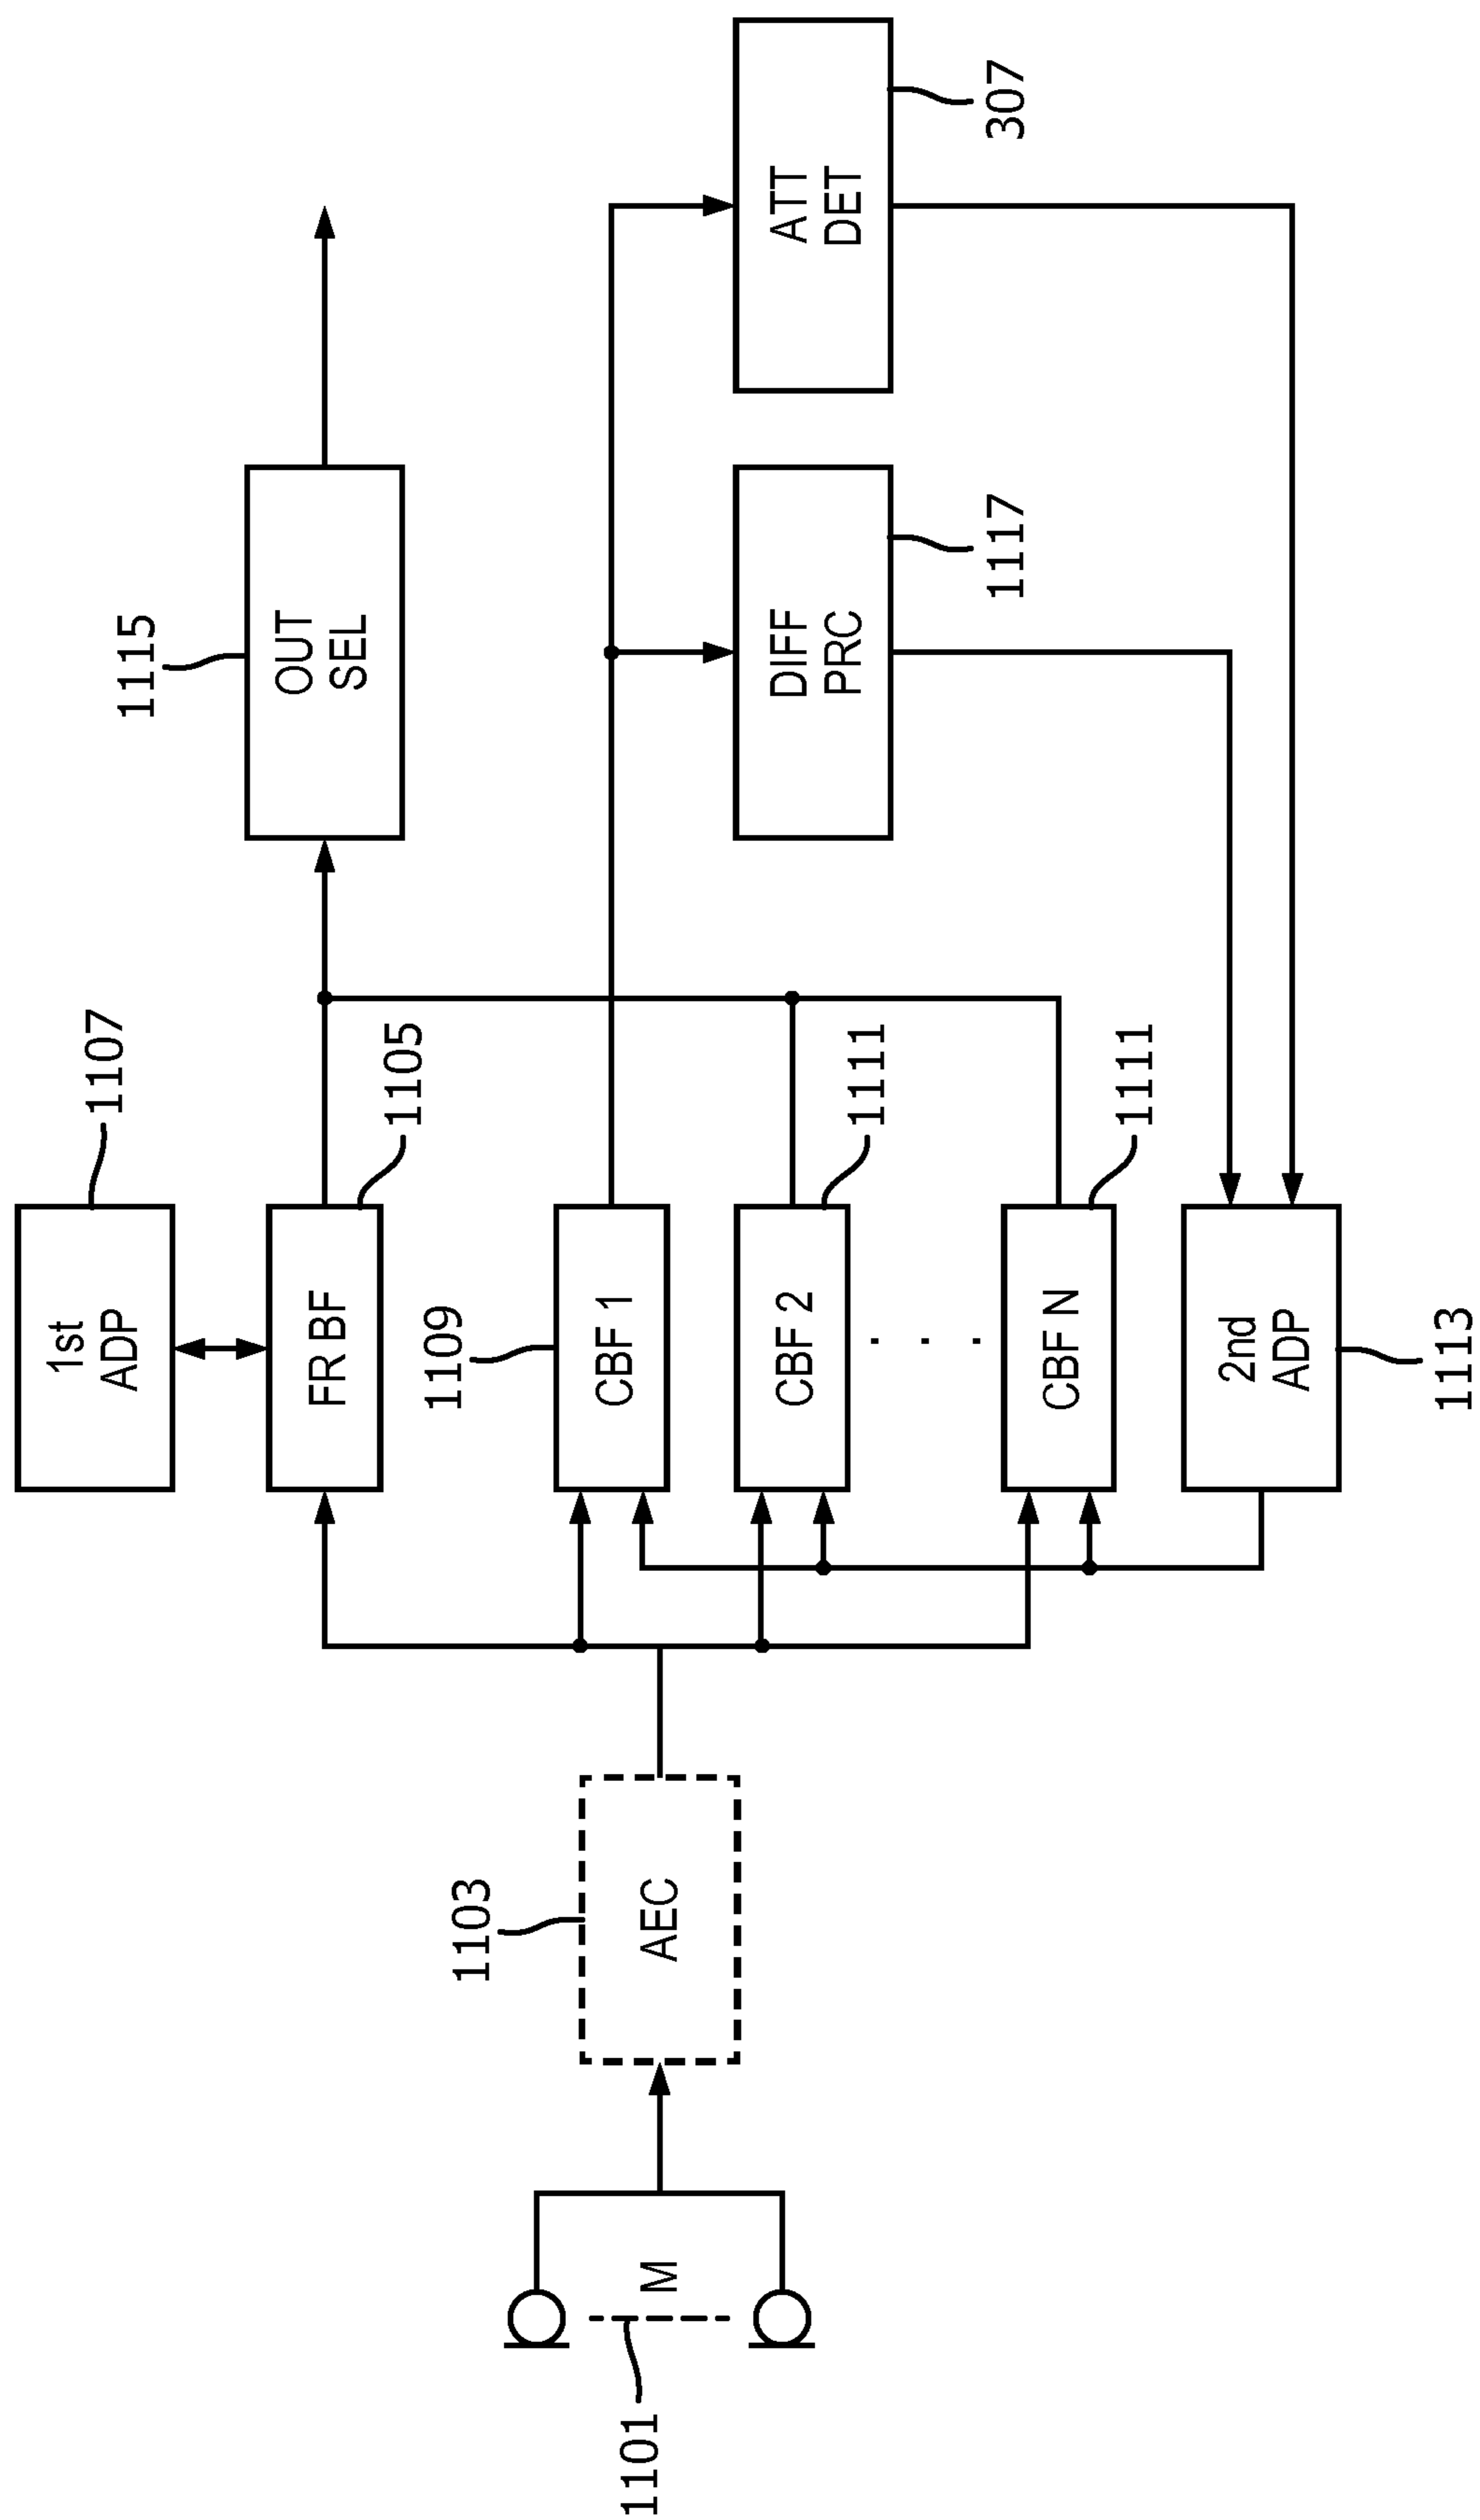 1101
M
1103
AEC
1107
1st
ADP
1105
FR BF
1109
CBF 1
1111
CBF 2
. . .
1111
CBF N
2nd
ADP
1113
1115
OUT
SEL
DIFF
PRC
1117
ATT
DET
307